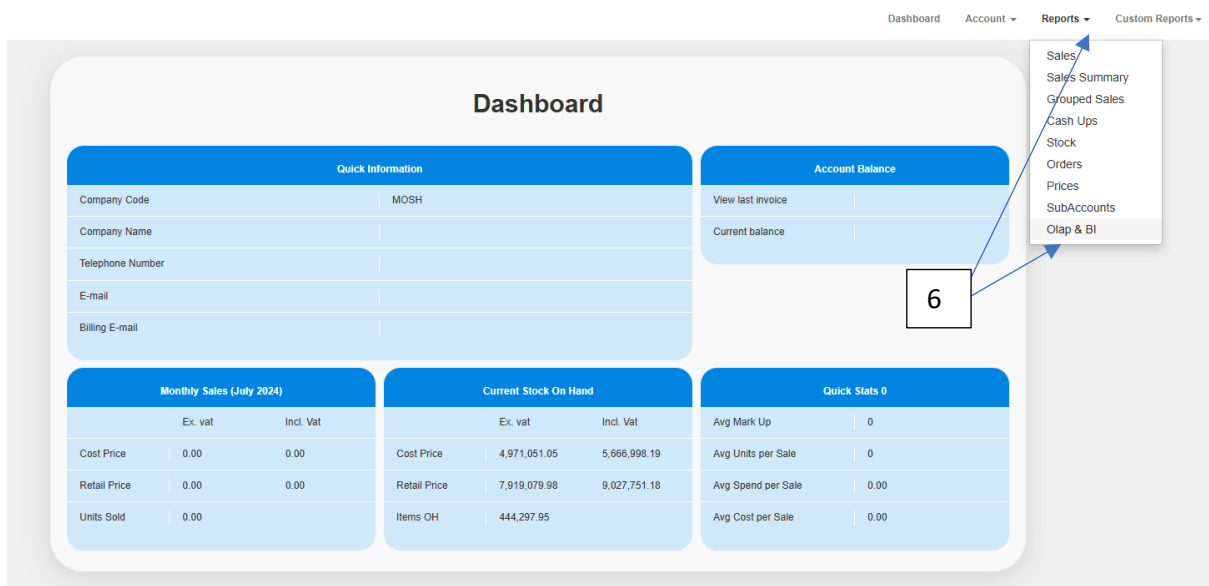 Dashboard Account Reports Custom Reports
Sales
Sales Summary
Grouped Sales
Cash Ups
Stock
Orders
Prices
SubAccounts
Olap & BI
Dashboard
Quick Information
Company Code MOSH
Company Name
Telephone Number
E-mail
Billing E-mail
Account Balance
View last invoice
Current balance
6
Monthly Sales (July 2024)
Ex. vat Incl. Vat
Cost Price 0.00 0.00
Retail Price 0.00 0.00
Units Sold 0.00
Current Stock On Hand
Ex. vat Incl. Vat
Cost Price 4,971,051.05 5,666,998.19
Retail Price 7,919,079.98 9,027,751.18
Items OH 444,297.95
Quick Stats 0
Avg Mark Up 0
Avg Units per Sale 0
Avg Spend per Sale 0.00
Avg Cost per Sale 0.00